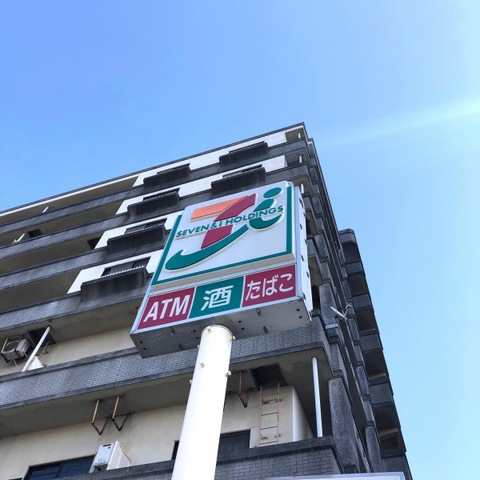 7i
SEVEN&I HOLDINGS
ATM 酒 たばこ